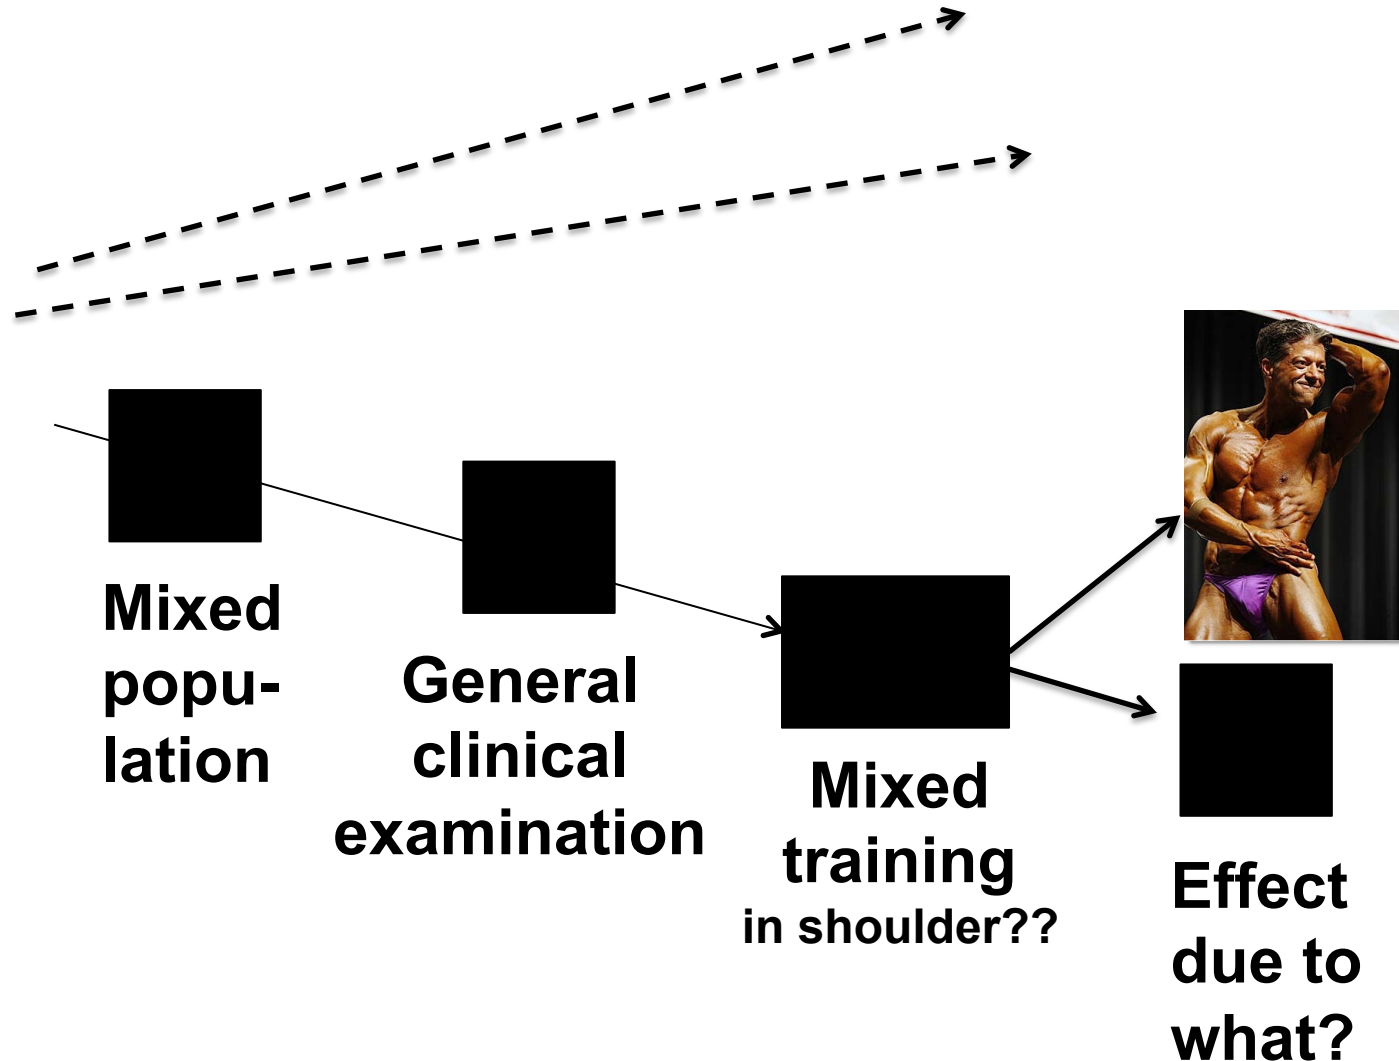 Mixed
popu-
lation
General
clinical
examination
Mixed
training
in shoulder??
Effect
due to
what?